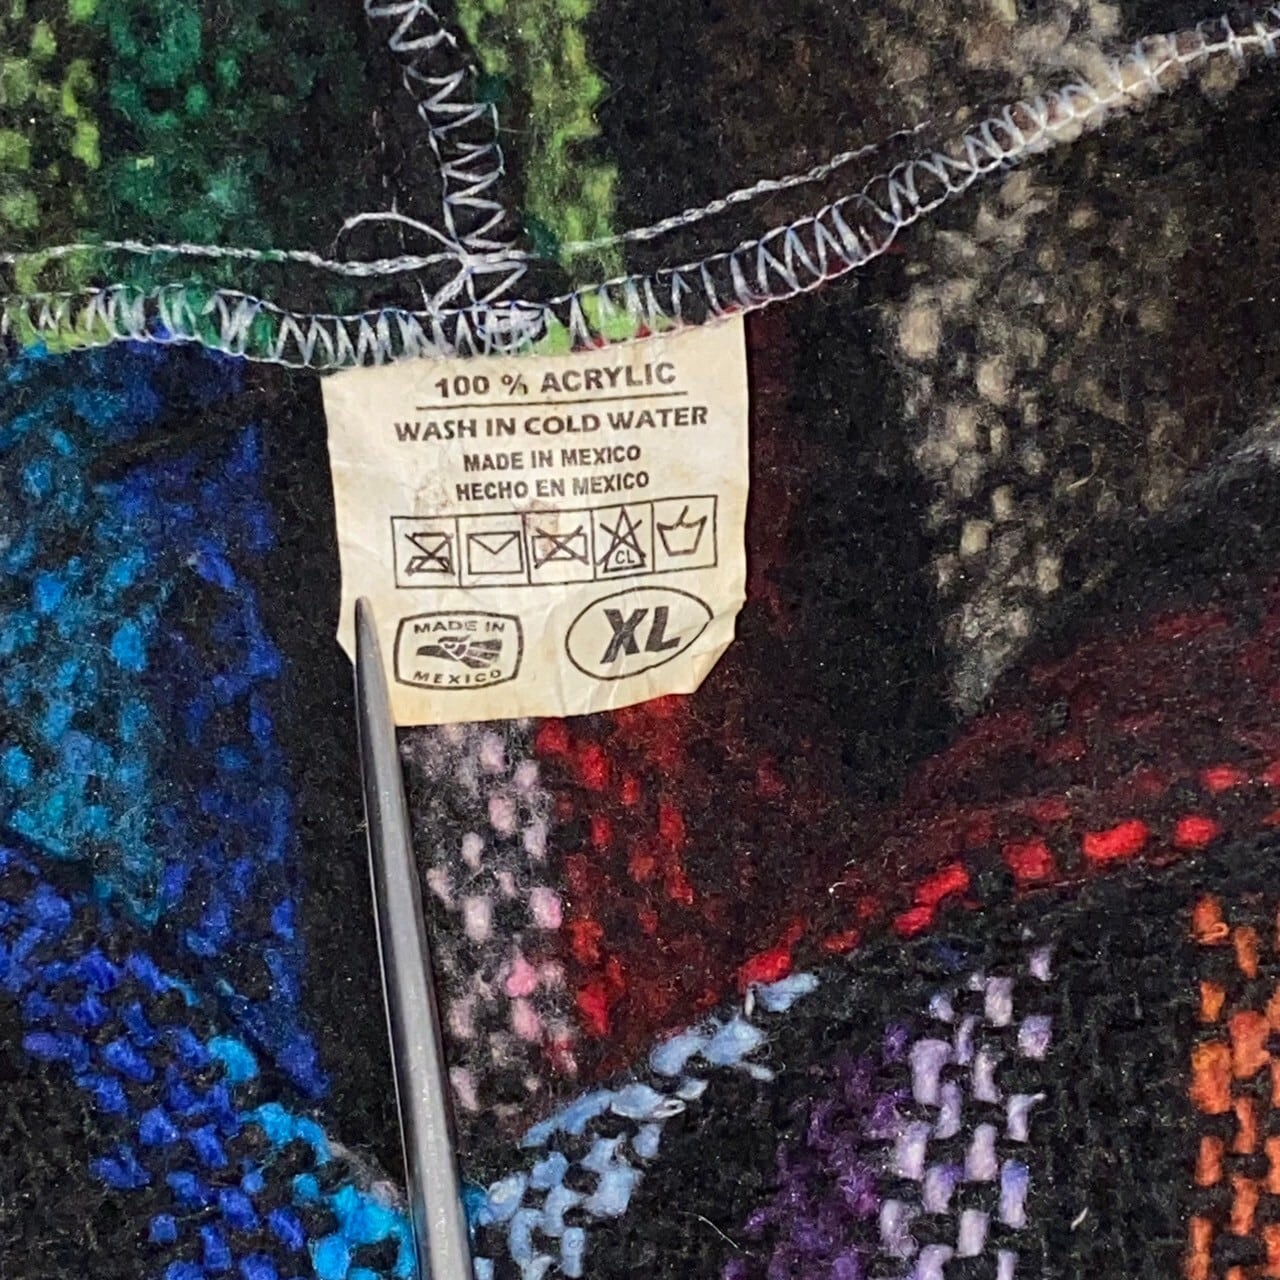 100 % ACRYLIC
WASH IN COLD WATER
MADE IN MEXICO
HECHO EN MEXICO
CL
MADE IN
MEXICO
XL